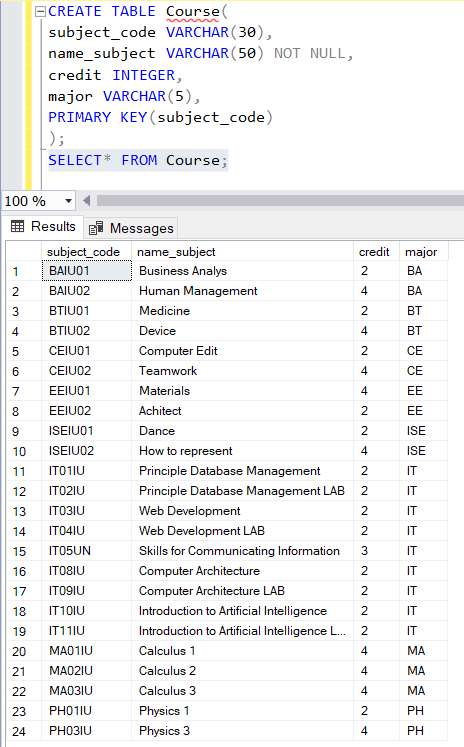 CREATE TABLE Course(
subject_code VARCHAR(30),
name_subject VARCHAR(50) NOT NULL,
credit INTEGER,
major VARCHAR(5),
PRIMARY KEY(subject_code)
);
SELECT* FROM Course;
100 %
Results Messages
subject_code name_subject credit major
1 BAIU01 Business Analys 2 BA
2 BAIU02 Human Management 4 BA
3 BTIU01 Medicine 2 BT
4 BTIU02 Device 4 BT
5 CEIU01 Computer Edit 2 CE
6 CEIU02 Teamwork 4 CE
7 EEIU01 Materials 4 EE
8 EEIU02 Achitect 2 EE
9 ISEIU01 Dance 2 ISE
10 ISEIU02 How to represent 4 ISE
11 IT01IU Principle Database Management 2 IT
12 IT02IU Principle Database Management LAB 2 IT
13 IT03IU Web Development 2 IT
14 IT04IU Web Development LAB 2 IT
15 IT05UN Skills for Communicating Information 3 IT
16 IT08IU Computer Architecture 2 IT
17 IT09IU Computer Architecture LAB 2 IT
18 IT10IU Introduction to Artificial Intelligence 2 IT
19 IT11IU Introduction to Artificial Intelligence L... 2 IT
20 MA01IU Calculus 1 4 MA
21 MA02IU Calculus 2 4 MA
22 MA03IU Calculus 3 4 MA
23 PH01IU Physics 1 2 PH
24 PH03IU Physics 3 4 PH